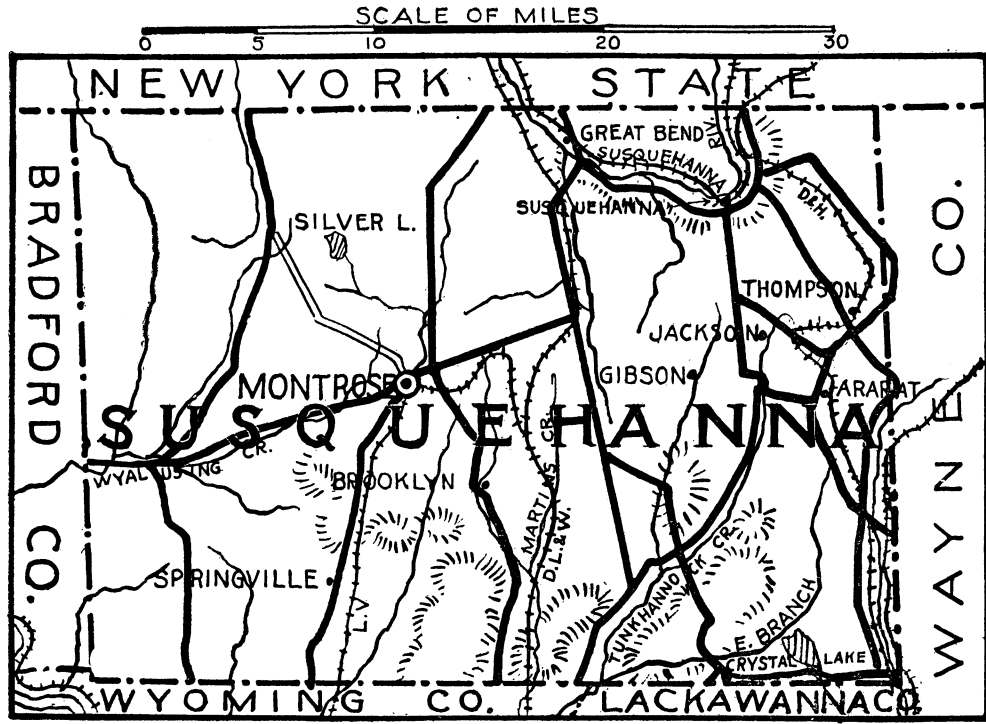 SCALE OF MILES
0 5 10 20 30
NEW YORK STATE
BRADFORD CO.
WAYNE CO.
GREAT BEND
SUSQUEHANNA RIV.
SUSQUEHANNA
D.&H.
SILVER L.
THOMPSON
JACKSON
GIBSON
MONTROSE
ARARAT
SUSQUEHANNA
WYALUSING CR.
BROOKLYN
MARTINS CR.
D.L.&W.
SPRINGVILLE
L.V.
TUNKHANNOCK CR.
E. BRANCH
CRYSTAL LAKE
WYOMING CO.
LACKAWANNA CO.